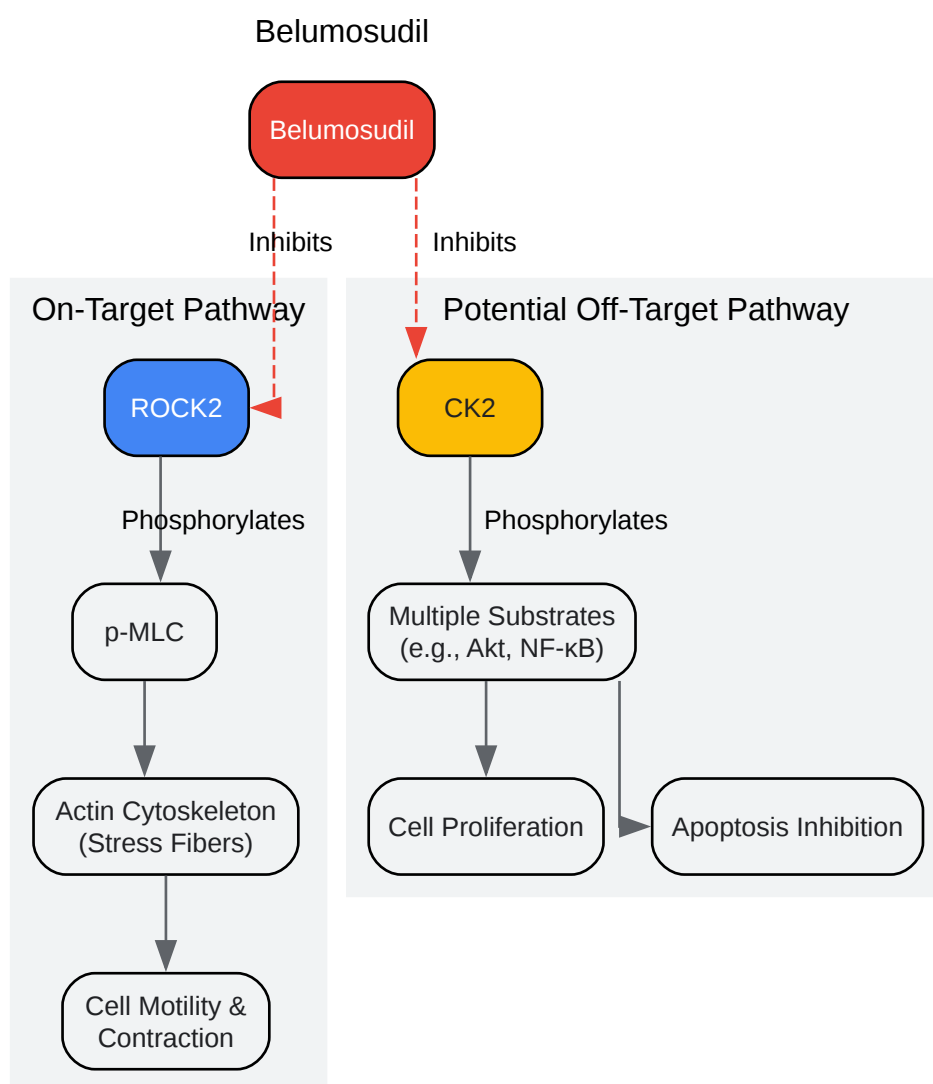 Belumosudil
Belumosudil
Inhibits
Inhibits
On-Target Pathway
Potential Off-Target Pathway
ROCK2
CK2
Phosphorylates
Phosphorylates
p-MLC
Multiple Substrates
(e.g., Akt, NF-κB)
Actin Cytoskeleton
(Stress Fibers)
Cell Proliferation
Apoptosis Inhibition
Cell Motility &
Contraction